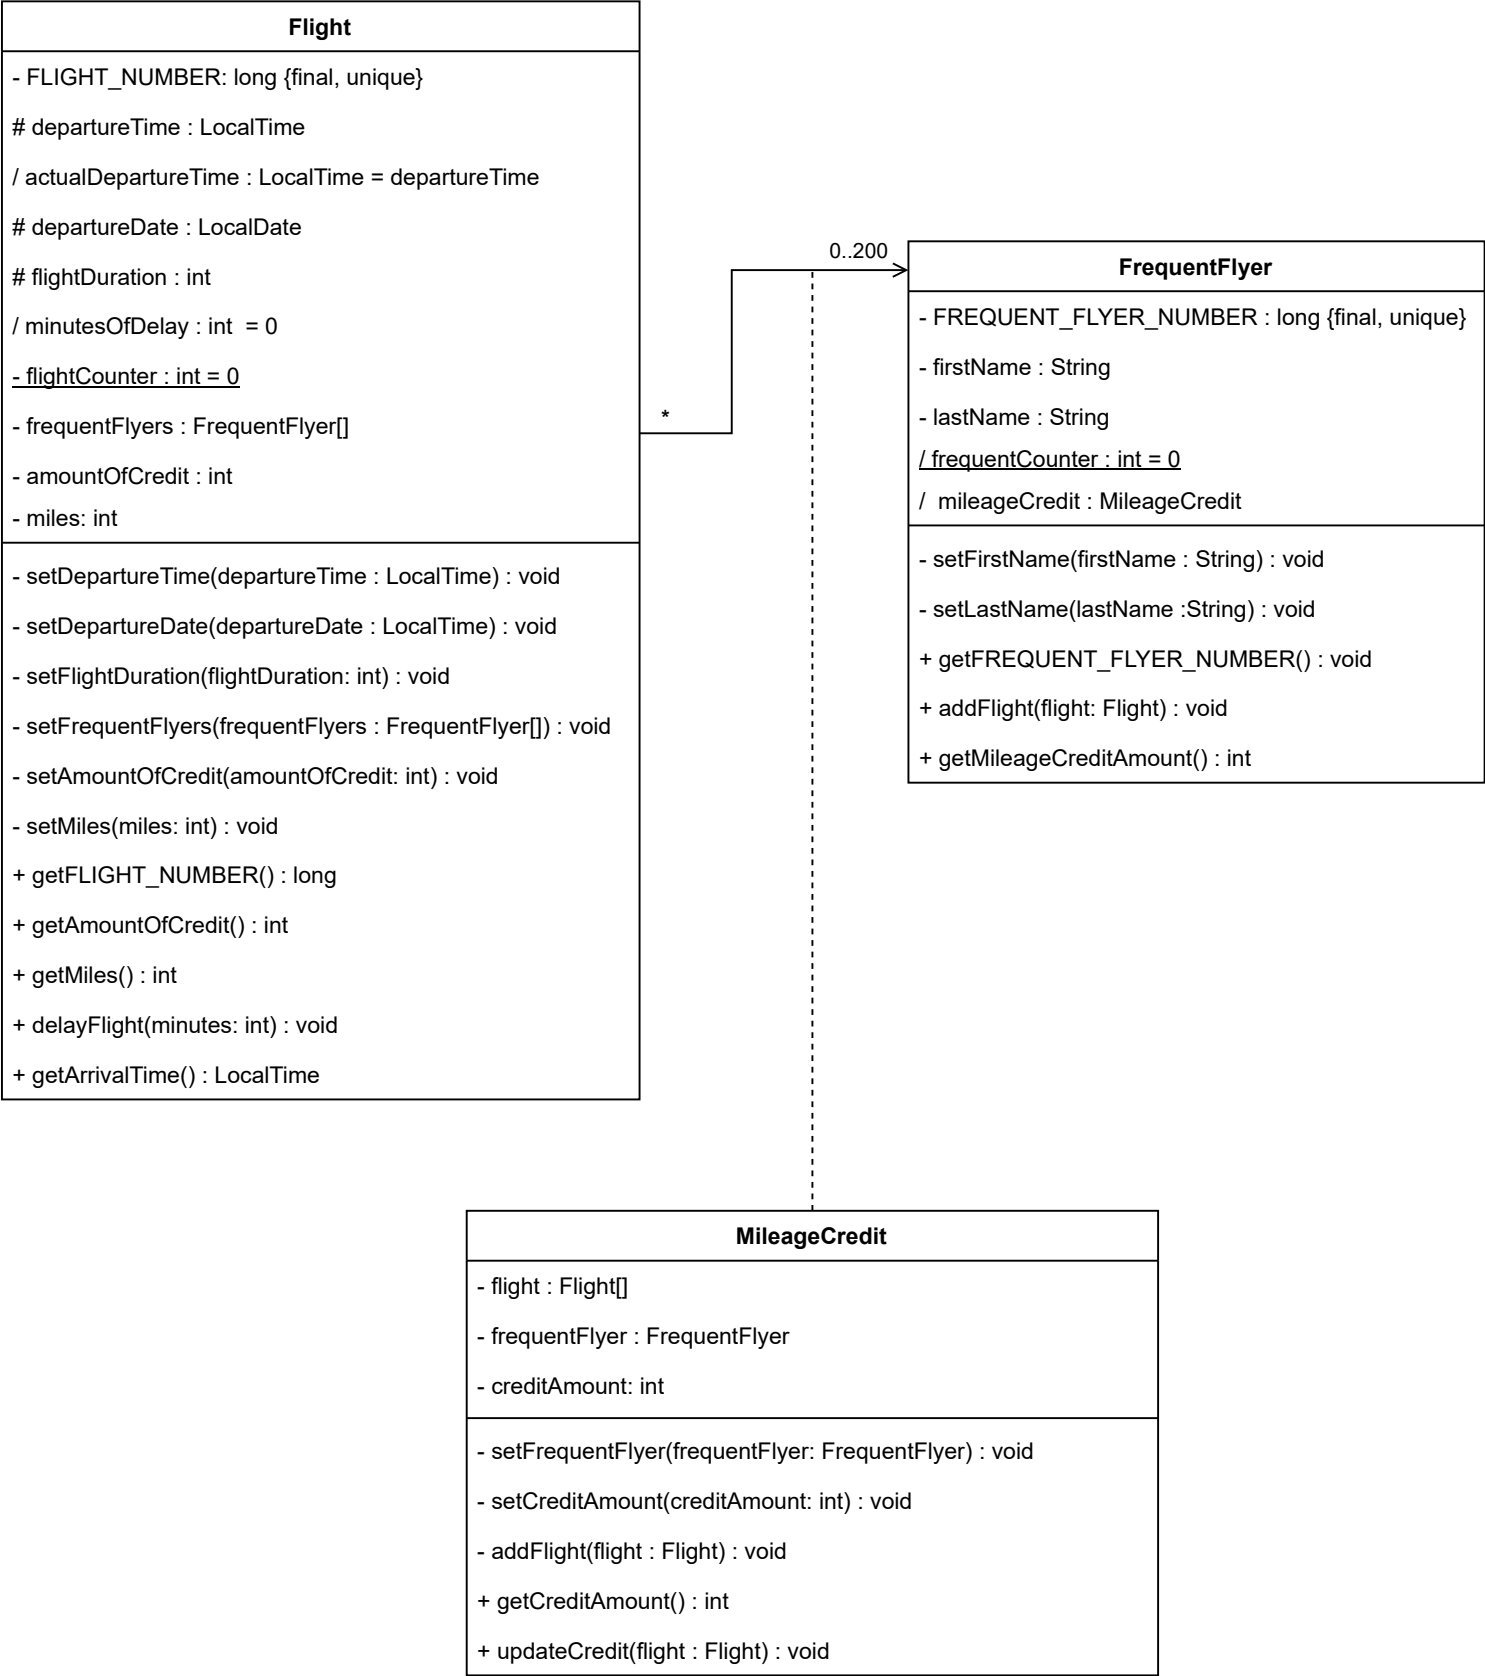 Flight
- FLIGHT_NUMBER: long {final, unique}
# departureTime : LocalTime
/ actualDepartureTime : LocalTime = departureTime
# departureDate : LocalDate
# flightDuration : int
/ minutesOfDelay : int  = 0
- flightCounter : int = 0
- frequentFlyers : FrequentFlyer[]
- amountOfCredit : int
- miles: int
- setDepartureTime(departureTime : LocalTime) : void
- setDepartureDate(departureDate : LocalTime) : void
- setFlightDuration(flightDuration: int) : void
- setFrequentFlyers(frequentFlyers : FrequentFlyer[]) : void
- setAmountOfCredit(amountOfCredit: int) : void
- setMiles(miles: int) : void
+ getFLIGHT_NUMBER() : long
+ getAmountOfCredit() : int
+ getMiles() : int
+ delayFlight(minutes: int) : void
+ getArrivalTime() : LocalTime
*
0..200
FrequentFlyer
- FREQUENT_FLYER_NUMBER : long {final, unique}
- firstName : String
- lastName : String
/ frequentCounter : int = 0
/  mileageCredit : MileageCredit
- setFirstName(firstName : String) : void
- setLastName(lastName :String) : void
+ getFREQUENT_FLYER_NUMBER() : void
+ addFlight(flight: Flight) : void
+ getMileageCreditAmount() : int
MileageCredit
- flight : Flight[]
- frequentFlyer : FrequentFlyer
- creditAmount: int
- setFrequentFlyer(frequentFlyer: FrequentFlyer) : void
- setCreditAmount(creditAmount: int) : void
- addFlight(flight : Flight) : void
+ getCreditAmount() : int
+ updateCredit(flight : Flight) : void